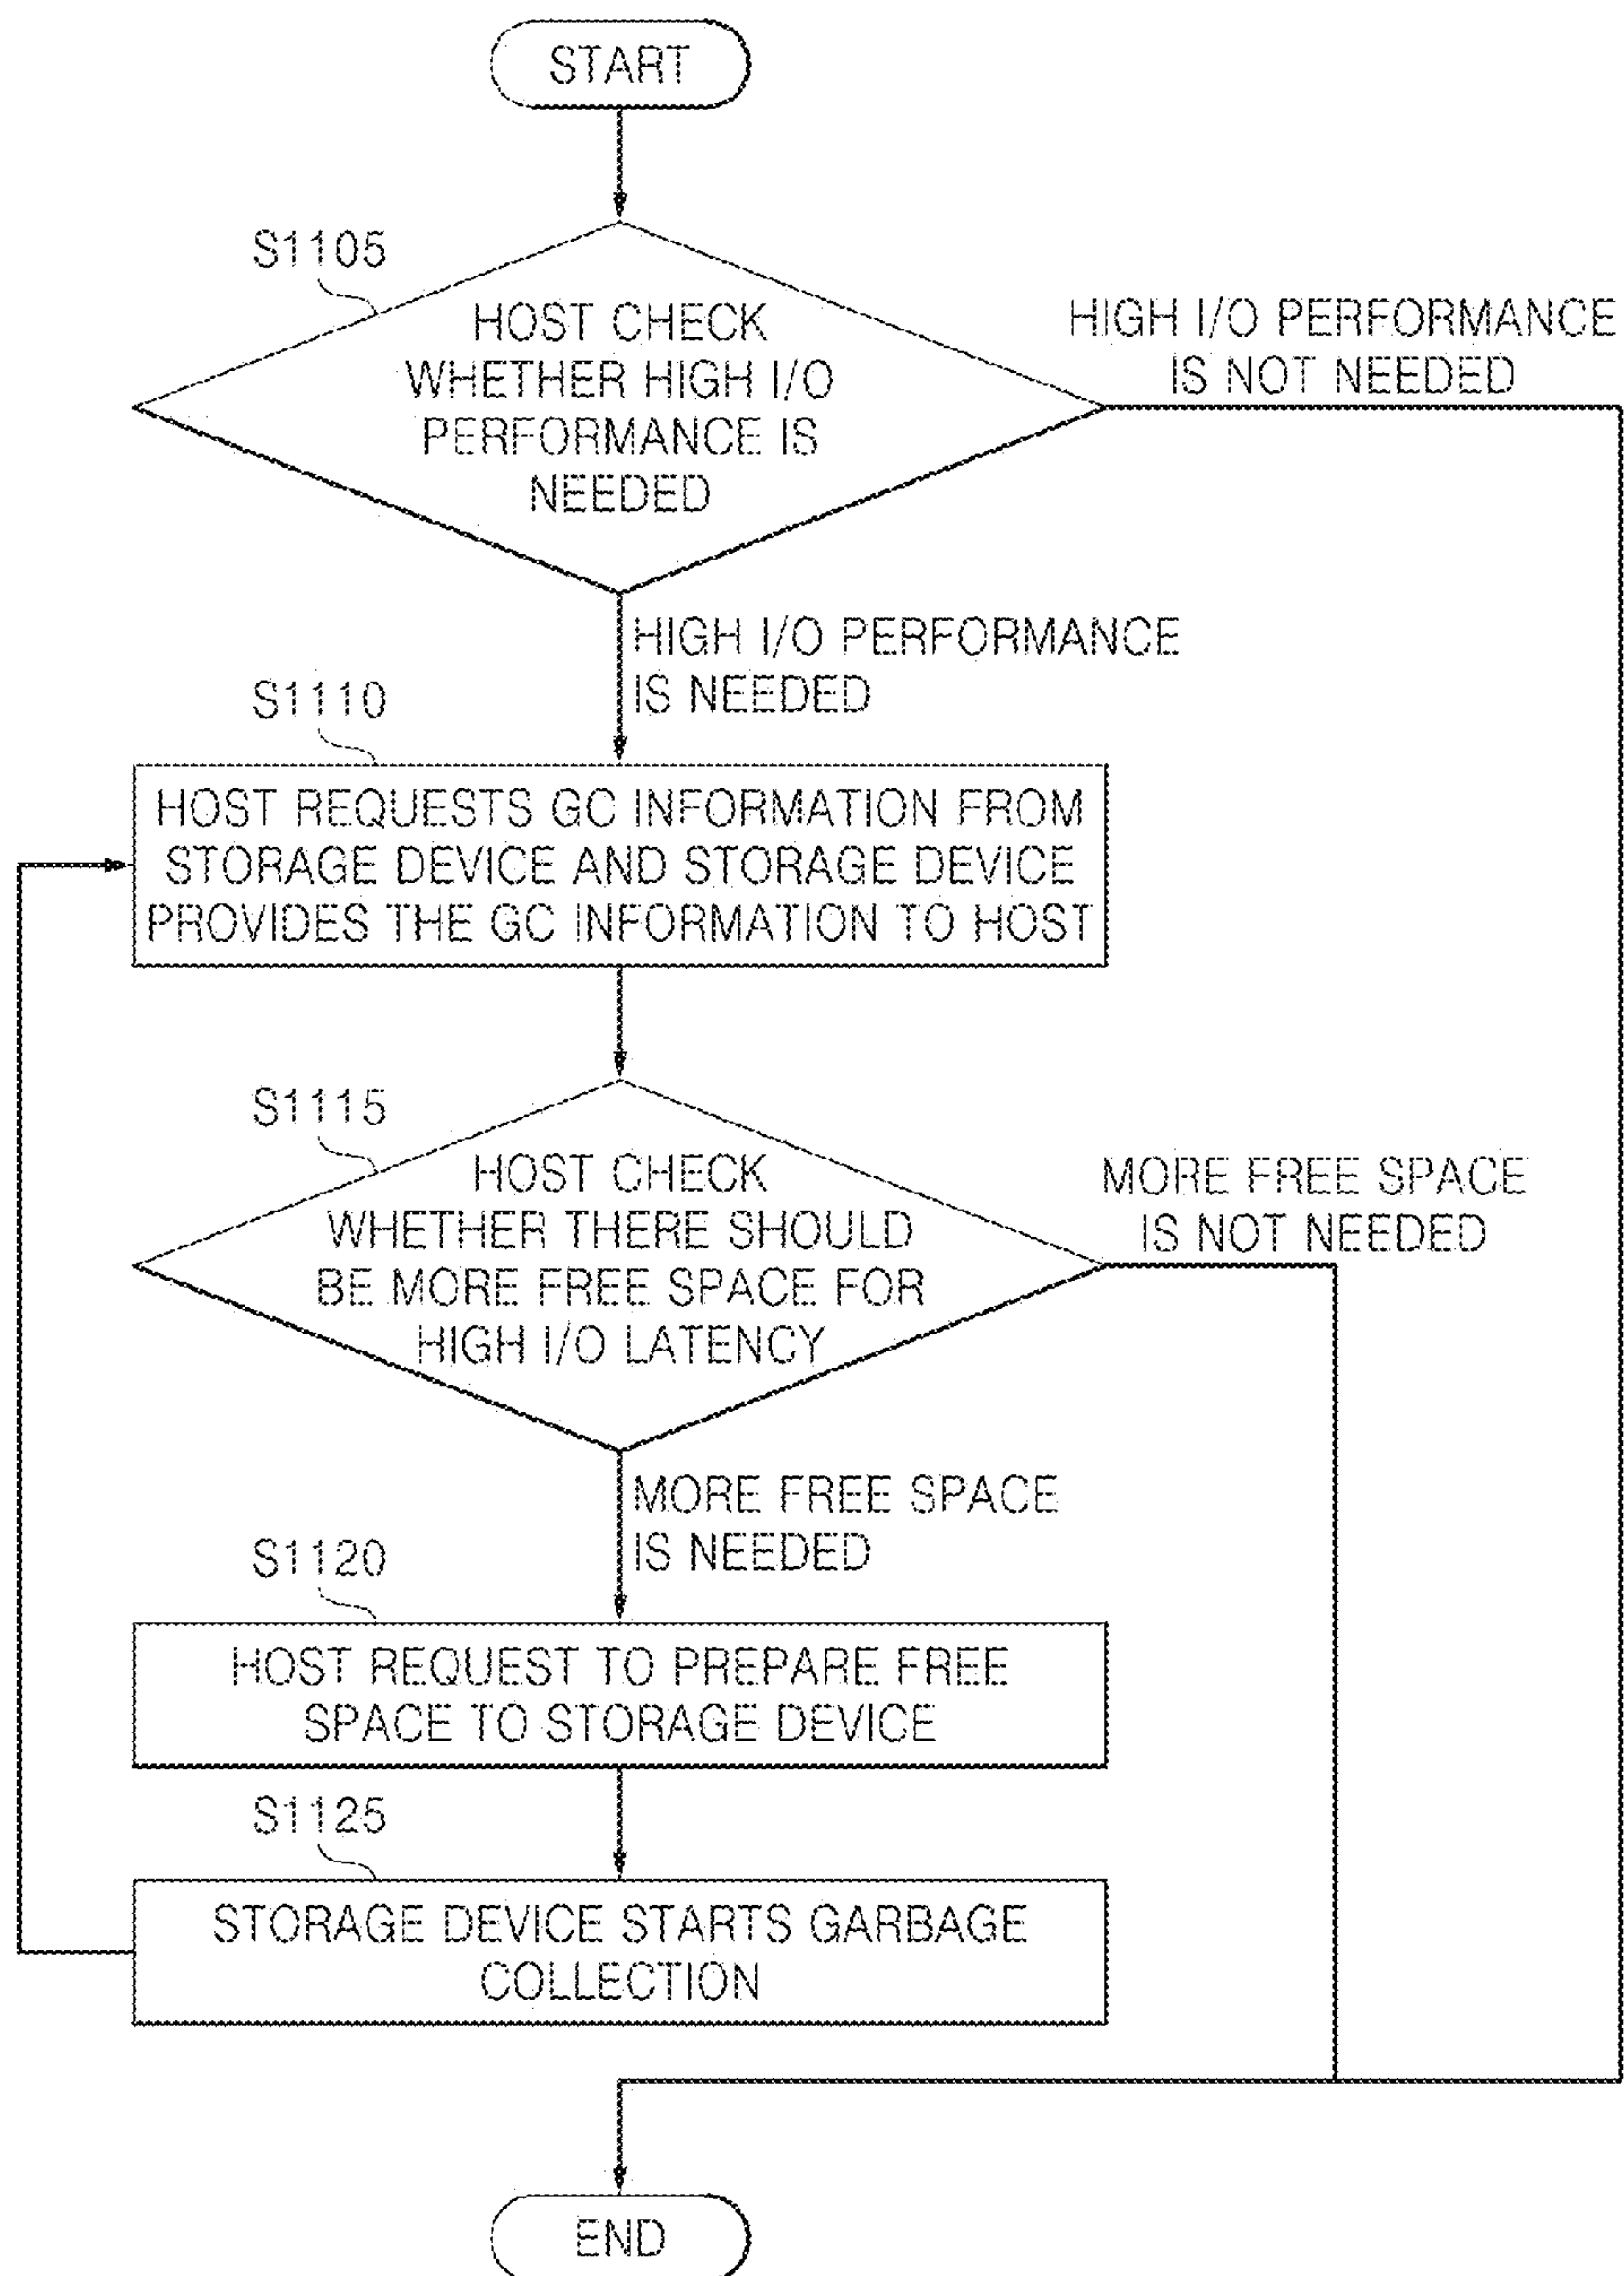 START
S1105
HOST CHECK
WHETHER HIGH I/O
PERFORMANCE IS
NEEDED
HIGH I/O PERFORMANCE
IS NOT NEEDED
HIGH I/O PERFORMANCE
IS NEEDED
S1110
HOST REQUESTS GC INFORMATION FROM
STORAGE DEVICE AND STORAGE DEVICE
PROVIDES THE GC INFORMATION TO HOST
S1115
HOST CHECK
WHETHER THERE SHOULD
BE MORE FREE SPACE FOR
HIGH I/O LATENCY
MORE FREE SPACE
IS NOT NEEDED
MORE FREE SPACE
IS NEEDED
S1120
HOST REQUEST TO PREPARE FREE
SPACE TO STORAGE DEVICE
S1125
STORAGE DEVICE STARTS GARBAGE
COLLECTION
END